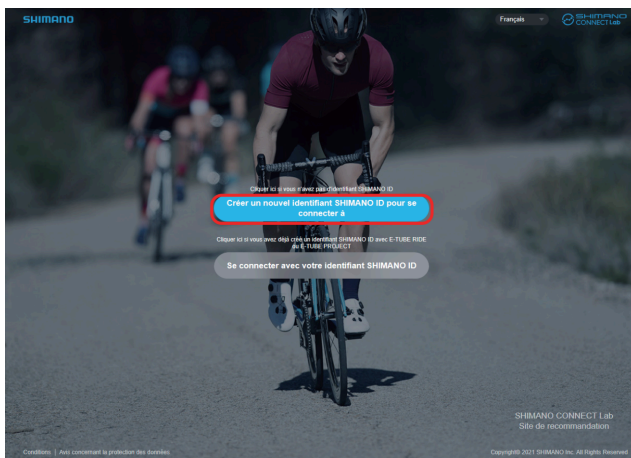 SHIMANO
Français
SHIMANO
CONNECT Lab
Cliquer ici si vous n'avez pas d'identifiant SHIMANO ID
Créer un nouvel identifiant SHIMANO ID pour se
connecter à
Cliquer ici si vous avez déjà créé un identifiant SHIMANO ID avec E-TUBE RIDE
ou E-TUBE PROJECT
Se connecter avec votre identifiant SHIMANO ID
SHIMANO CONNECT Lab
Site de recommandation
Conditions | Avis concernant la protection des données
Copyright© 2021 SHIMANO Inc. All Rights Reserved